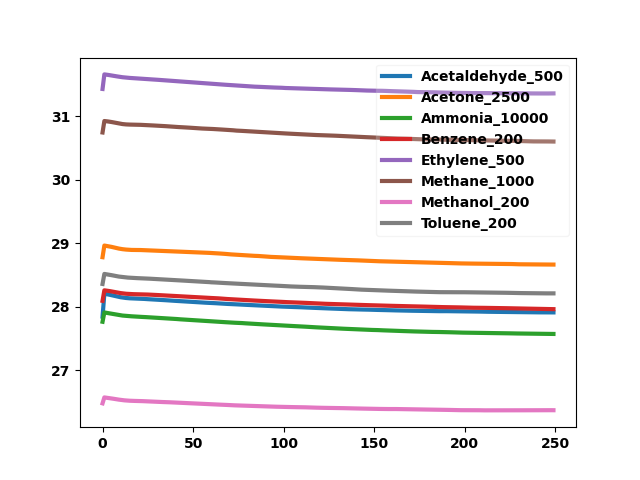 Acetaldehyde_500
Acetone_2500
Ammonia_10000
Benzene_200
Ethylene_500
Methane_1000
Methanol_200
Toluene_200
31
30
29
28
27
0 50 100 150 200 250